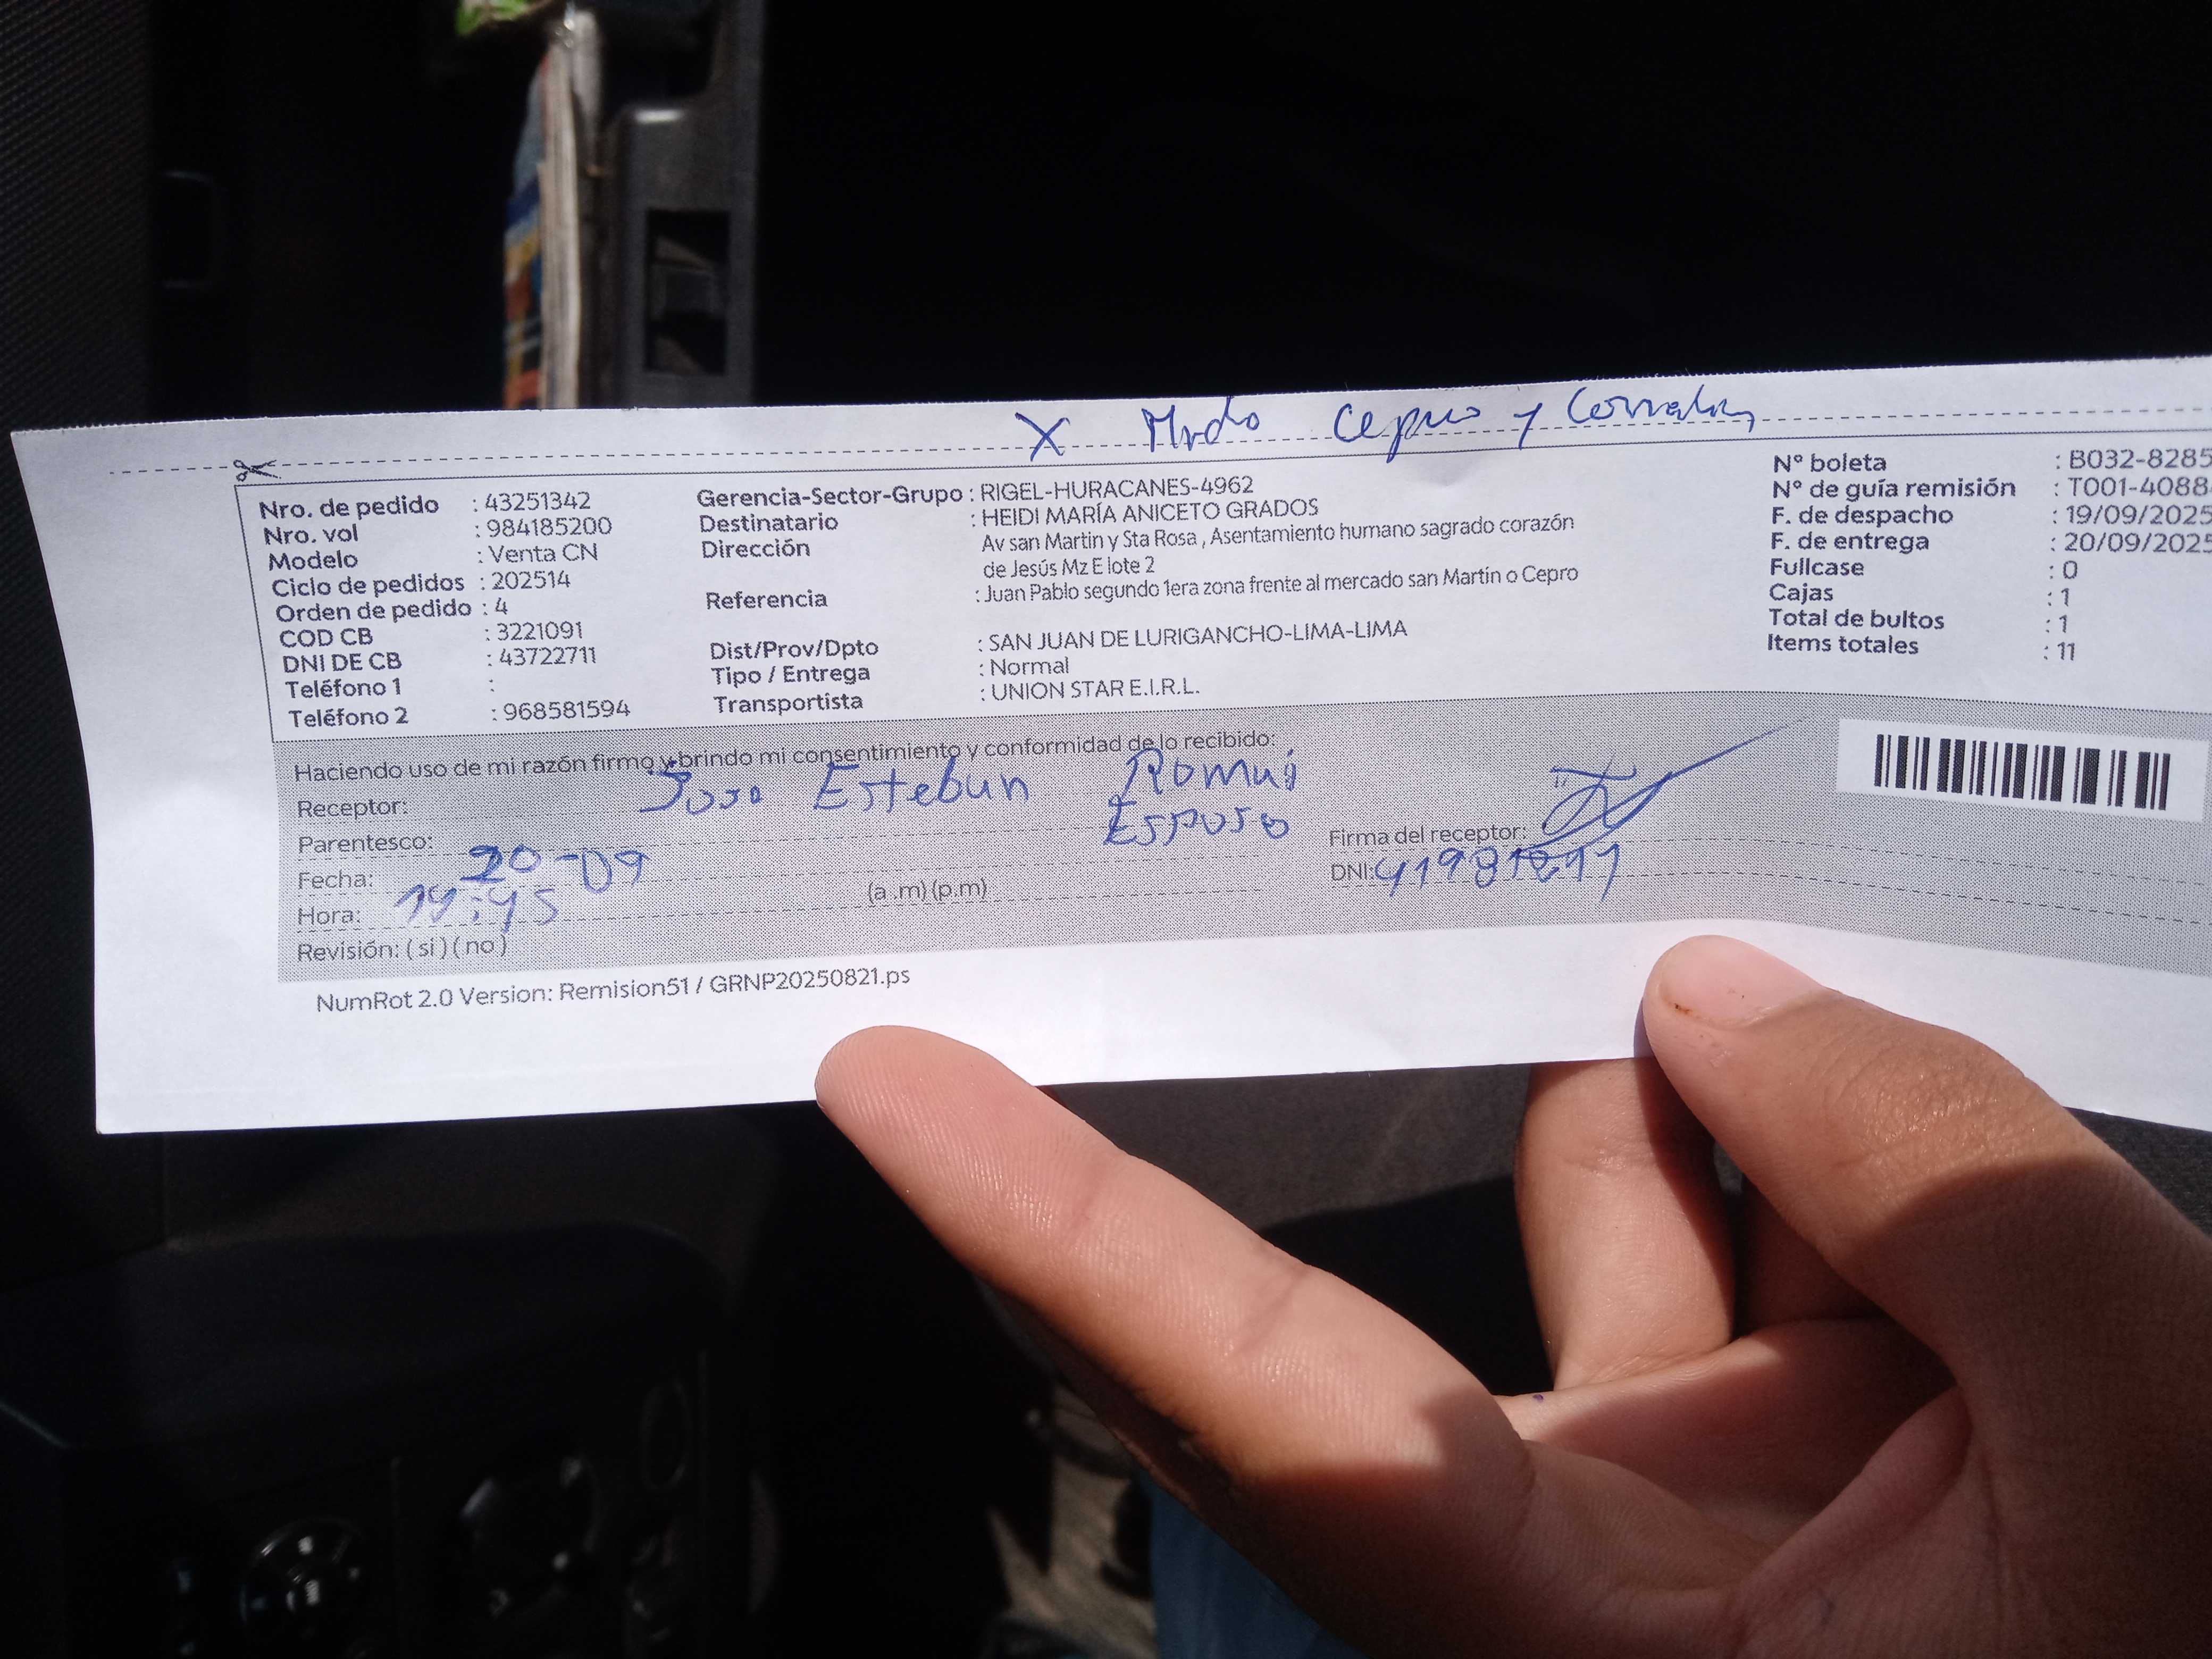 X Mrdo Cepro y
Nro. de pedido : 43251342
Nro. vol : 984185200
Modelo : Venta CN
Ciclo de pedidos : 202514
Orden de pedido : 4
COD CB : 3221091
DNI DE CB : 43722711
Teléfono 1 :
Teléfono 2 : 968581594
Gerencia-Sector-Grupo : RIGEL-HURACANES-4962
Destinatario : HEIDI MARÍA ANICETO GRADOS
Dirección Av san Martin y Sta Rosa , Asentamiento humano sagrado corazón
de Jesús Mz E lote 2
Referencia : Juan Pablo segundo 1era zona frente al mercado san Martín o Cepro
Dist/Prov/Dpto : SAN JUAN DE LURIGANCHO-LIMA-LIMA
Tipo / Entrega : Normal
Transportista : UNION STAR E.I.R.L.
Nº boleta : B032-8285
Nº de guía remisión : T001-4088
F. de despacho : 19/09/2025
F. de entrega : 20/09/2025
Fullcase : 0
Cajas : 1
Total de bultos : 1
Items totales : 11
Haciendo uso de mi razón firmo y brindo mi consentimiento y conformidad de lo recibido:
Receptor: Estebun
Parentesco: Esposo
Firma del receptor:
Fecha: 20-09
DNI:
Hora: 14:45 (a .m) (p.m)
Revisión: ( si ) ( no )
NumRot 2.0 Version: Remision51 / GRNP20250821.ps